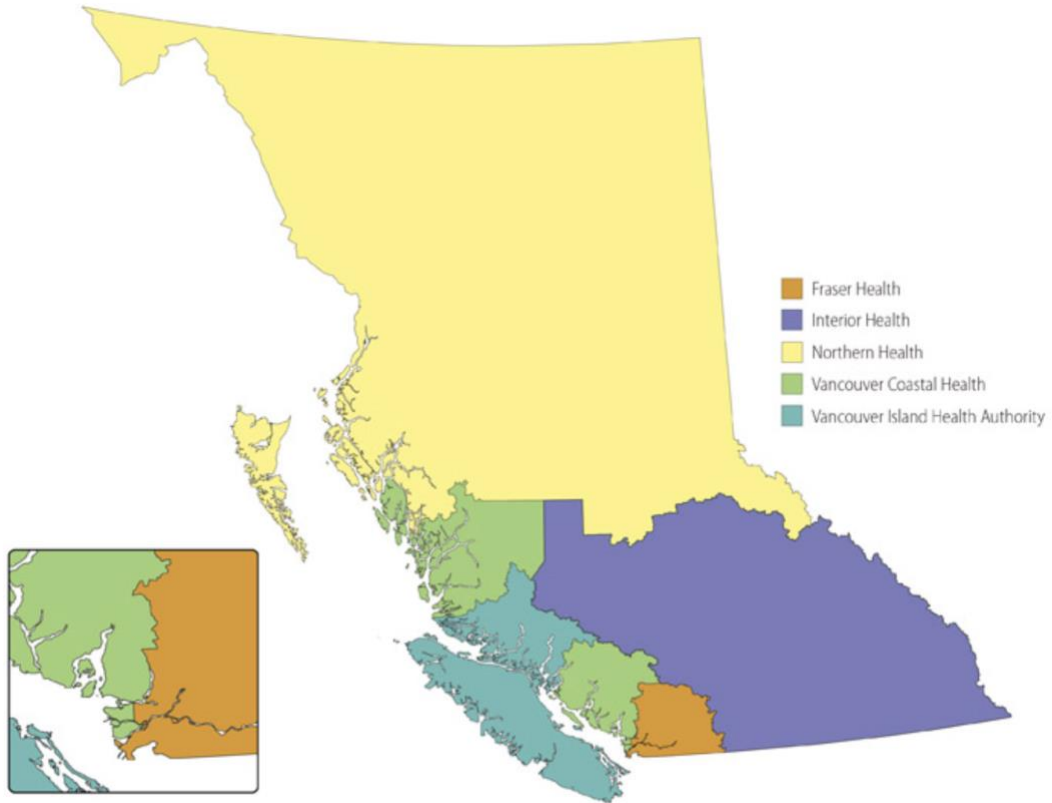 Fraser Health
Interior Health
Northern Health
Vancouver Coastal Health
Vancouver Island Health Authority